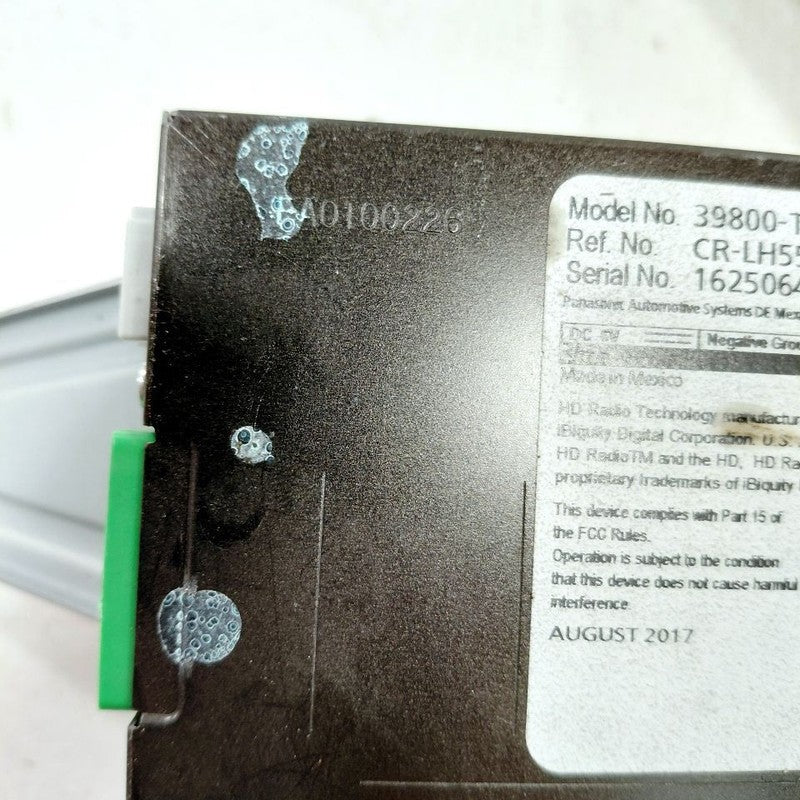 FA0100226
Model No. 39800-T
Ref. No CR-LH55
Serial No. 1625064
Panasonic Automotive Systems DE Mexi
Negative Grou
Made in Mexico
HD Radio Technology manufactur
iBiquity Digital Corporation. U.S.
HD RadioTM and the HD, HD Ra
proprietary trademarks of iBiquity
This device complies with Part 15 of
the FCC Rules.
Operation is subject to the condition
that this device does not cause harmful
interference.
AUGUST 2017